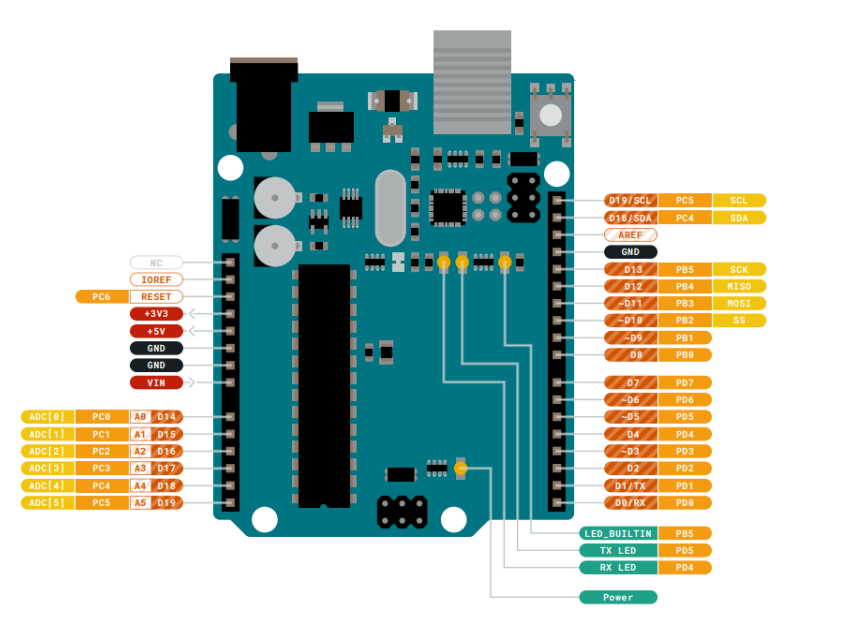 NC
IOREF
PC6 RESET
+3V3
+5V
GND
GND
VIN
ADC[0] PC0 A0 D14
ADC[1] PC1 A1 D15
ADC[2] PC2 A2 D16
ADC[3] PC3 A3 D17
ADC[4] PC4 A4 D18
ADC[5] PC5 A5 D19
D19/SCL PC5 SCL
D18/SDA PC4 SDA
AREF
GND
D13 PB5 SCK
D12 PB4 MISO
~D11 PB3 MOSI
~D10 PB2 SS
~D9 PB1
D8 PB0
D7 PD7
~D6 PD6
~D5 PD5
D4 PD4
~D3 PD3
D2 PD2
D1/TX PD1
D0/RX PD0
LED_BUILTIN PB5
TX LED PD5
RX LED PD4
Power